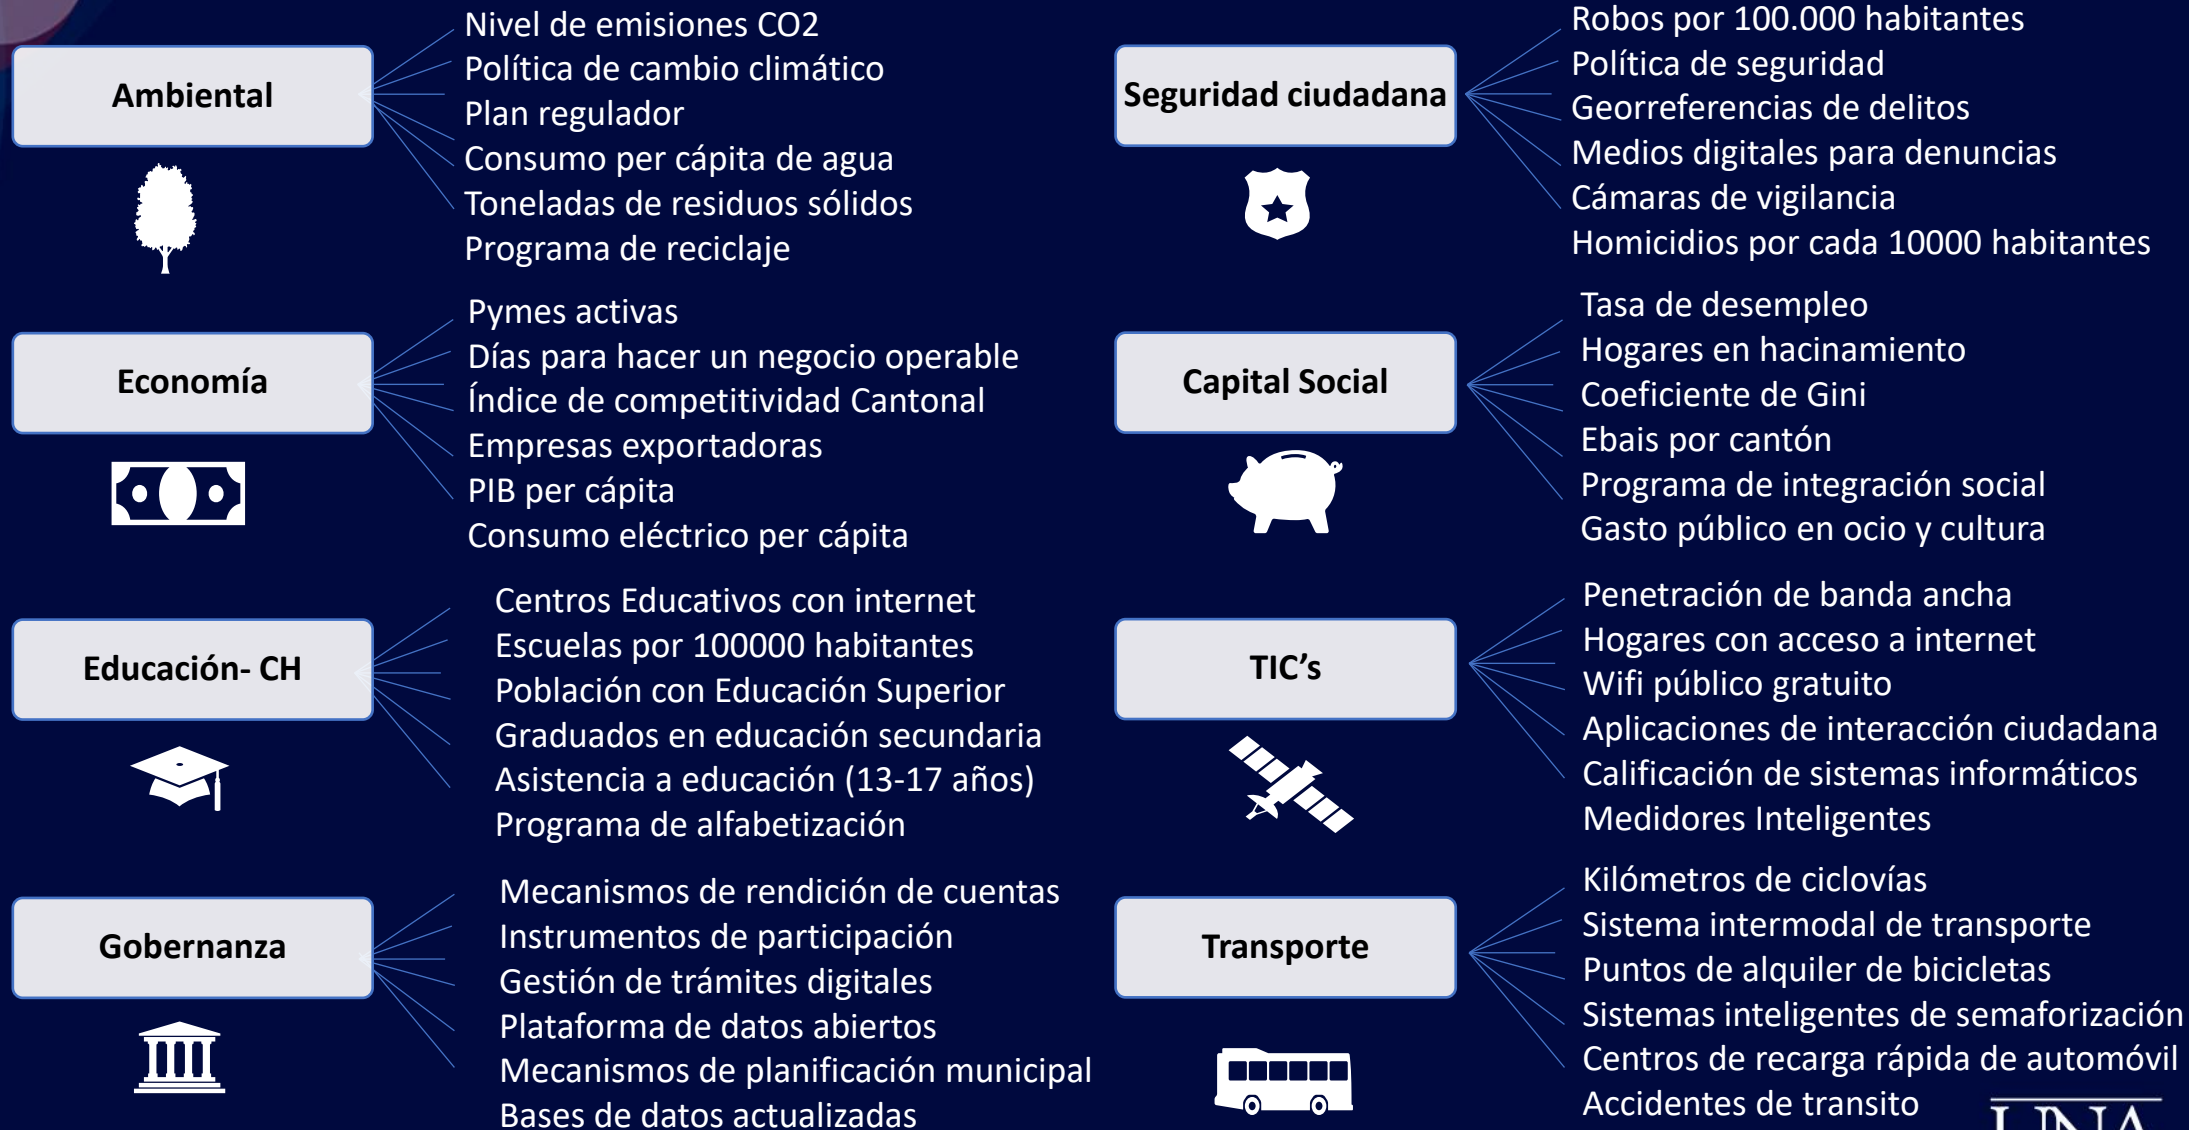 Ambiental
Nivel de emisiones CO2
Política de cambio climático
Plan regulador
Consumo per cápita de agua
Toneladas de residuos sólidos
Programa de reciclaje
Economía
Pymes activas
Días para hacer un negocio operable
Índice de competitividad Cantonal
Empresas exportadoras
PIB per cápita
Consumo eléctrico per cápita
Educación- CH
Centros Educativos con internet
Escuelas por 100000 habitantes
Población con Educación Superior
Graduados en educación secundaria
Asistencia a educación (13-17 años)
Programa de alfabetización
Gobernanza
Mecanismos de rendición de cuentas
Instrumentos de participación
Gestión de trámites digitales
Plataforma de datos abiertos
Mecanismos de planificación municipal
Bases de datos actualizadas
Seguridad ciudadana
Robos por 100.000 habitantes
Política de seguridad
Georreferencias de delitos
Medios digitales para denuncias
Cámaras de vigilancia
Homicidios por cada 10000 habitantes
Capital Social
Tasa de desempleo
Hogares en hacinamiento
Coeficiente de Gini
Ebais por cantón
Programa de integración social
Gasto público en ocio y cultura
TIC’s
Penetración de banda ancha
Hogares con acceso a internet
Wifi público gratuito
Aplicaciones de interacción ciudadana
Calificación de sistemas informáticos
Medidores Inteligentes
Transporte
Kilómetros de ciclovías
Sistema intermodal de transporte
Puntos de alquiler de bicicletas
Sistemas inteligentes de semaforización
Centros de recarga rápida de automóvil
Accidentes de transito
UNA